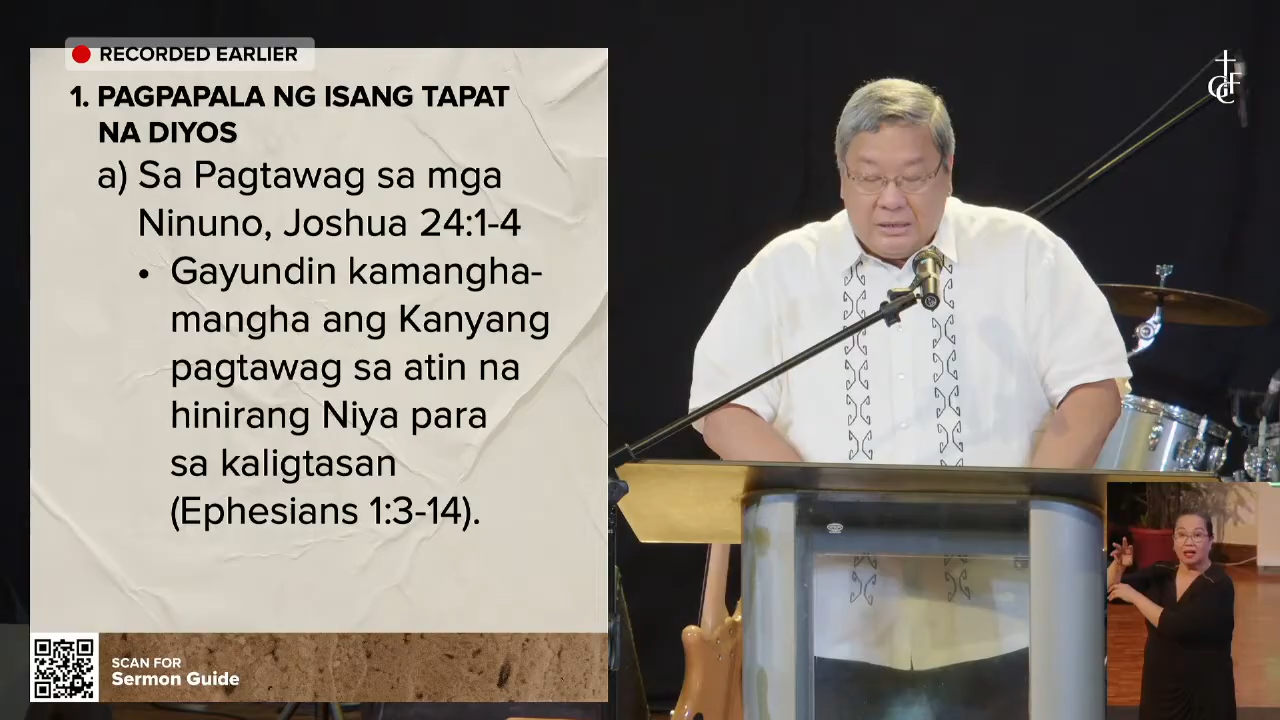 RECORDED EARLIER
1. PAGPAPALA NG ISANG TAPAT
NA DIYOS
a) Sa Pagtawag sa mga
Ninuno, Joshua 24:1-4
• Gayundin kamangha-
mangha ang Kanyang
pagtawag sa atin na
hinirang Niya para
sa kaligtasan
(Ephesians 1:3-14).
SCAN FOR
Sermon Guide
GCF